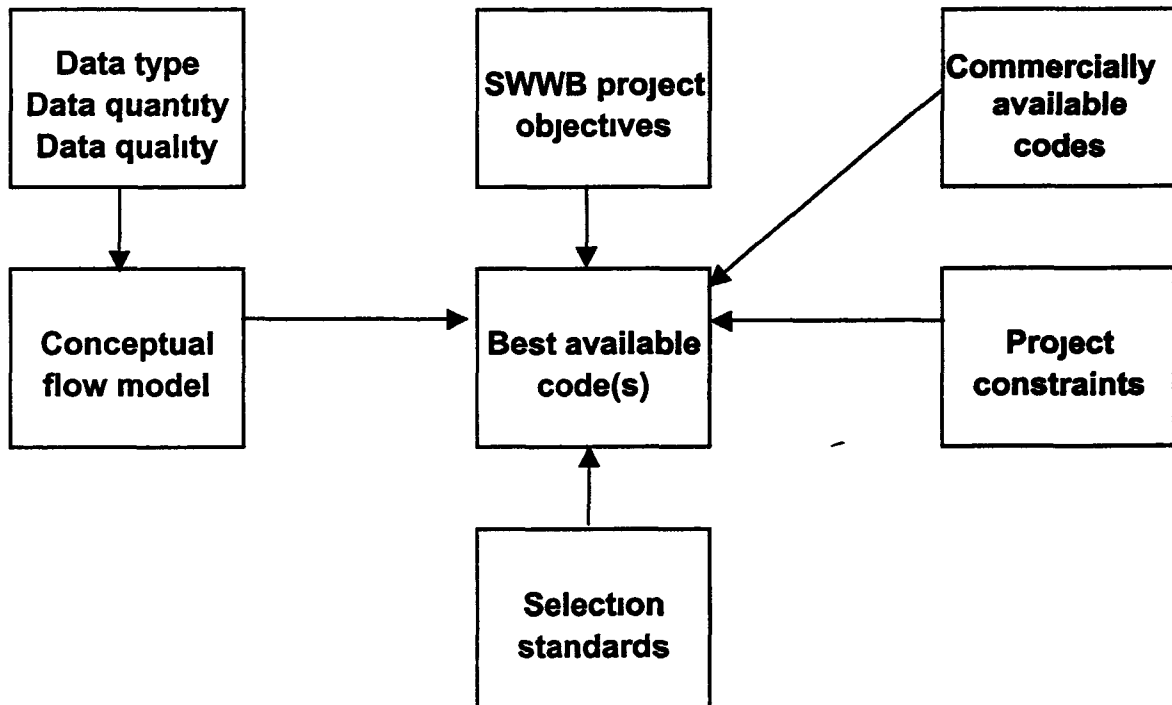 Data type
Data quantity
Data quality
SWWB project
objectives
Commercially
available
codes
Conceptual
flow model
Best available
code(s)
Project
constraints
Selection
standards